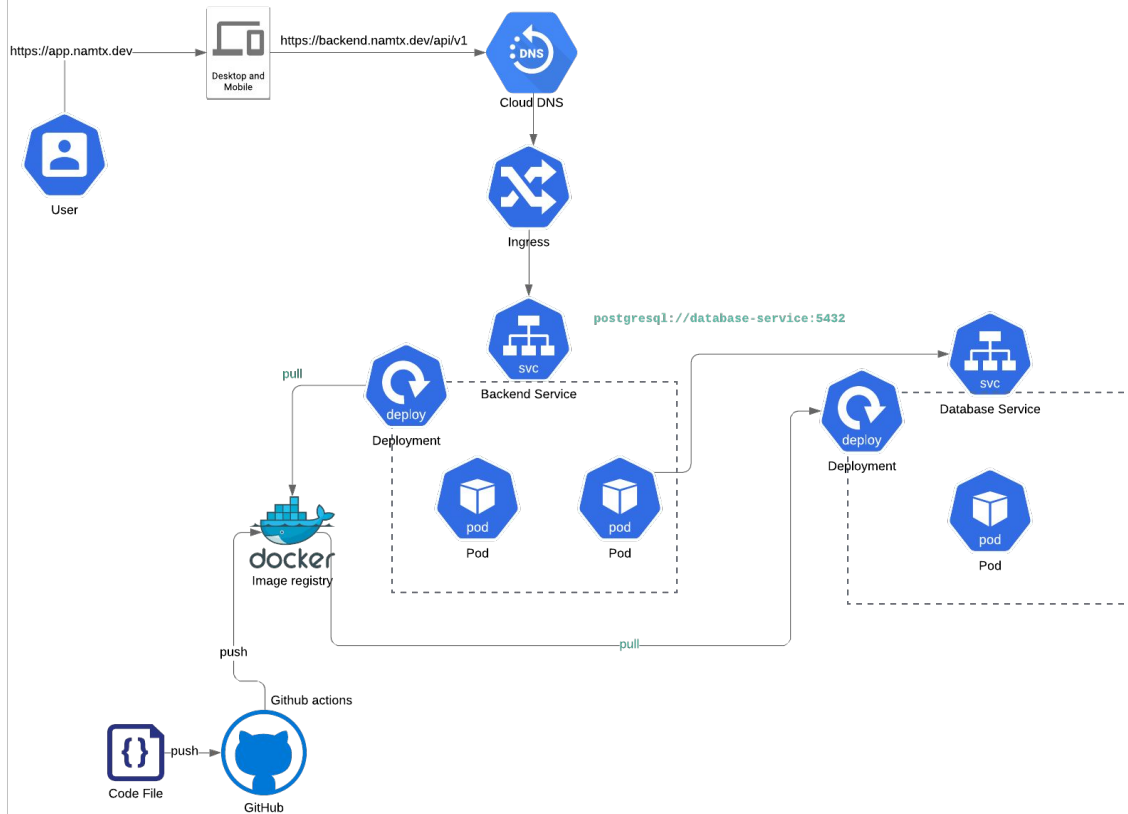 https://app.namtx.dev
Desktop and
Mobile
https://backend.namtx.dev/api/v1
DNS
Cloud DNS
User
Ingress
svc
Backend Service
postgresql://database-service:5432
svc
Database Service
pull
deploy
Deployment
deploy
Deployment
pod
Pod
pod
Pod
pod
Pod
docker
Image registry
pull
push
Github actions
{}
Code File
push
GitHub